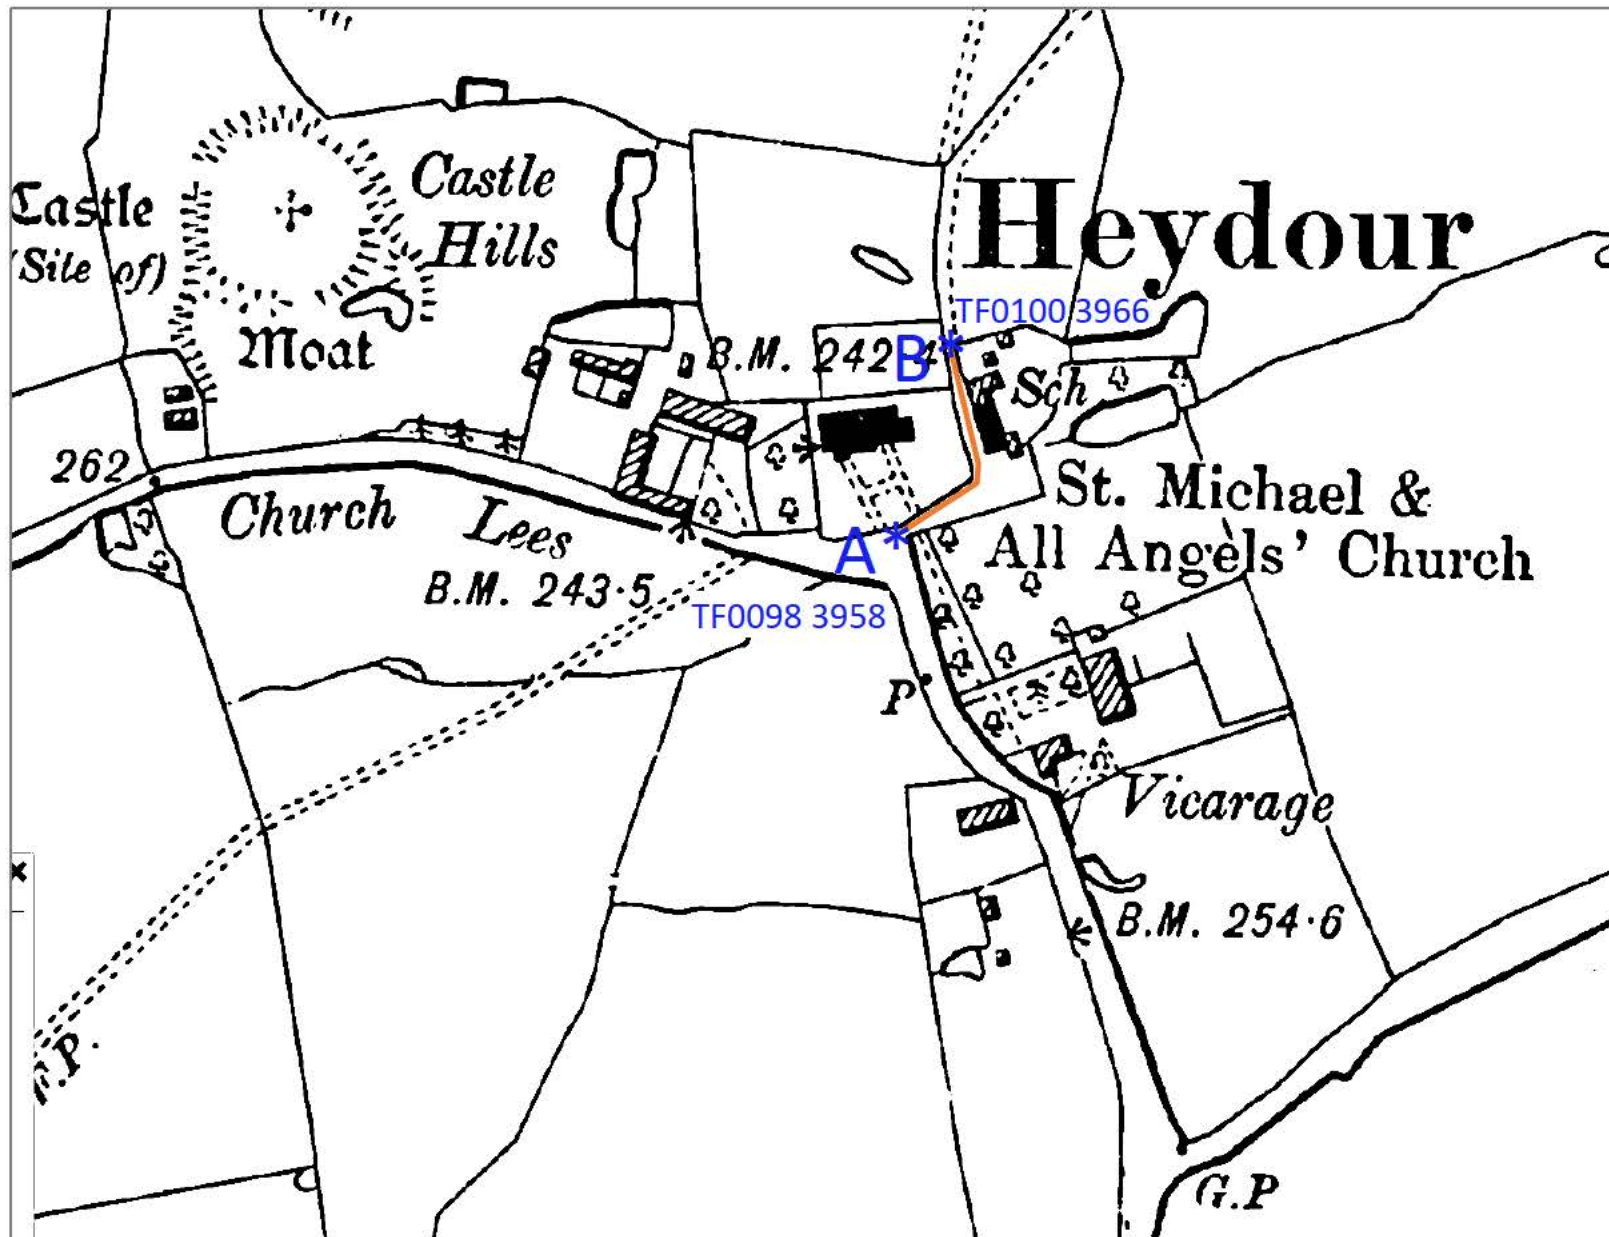 Castle
Hills
Castle
(Site of)
Moat
Heydour
TF0100 3966
B.M. 242·4
B *
Sch
262
Church Lees
B.M. 243·5
A *
TF0098 3958
St. Michael &
All Angels' Church
P
Vicarage
B.M. 254·6
F.P.
G.P